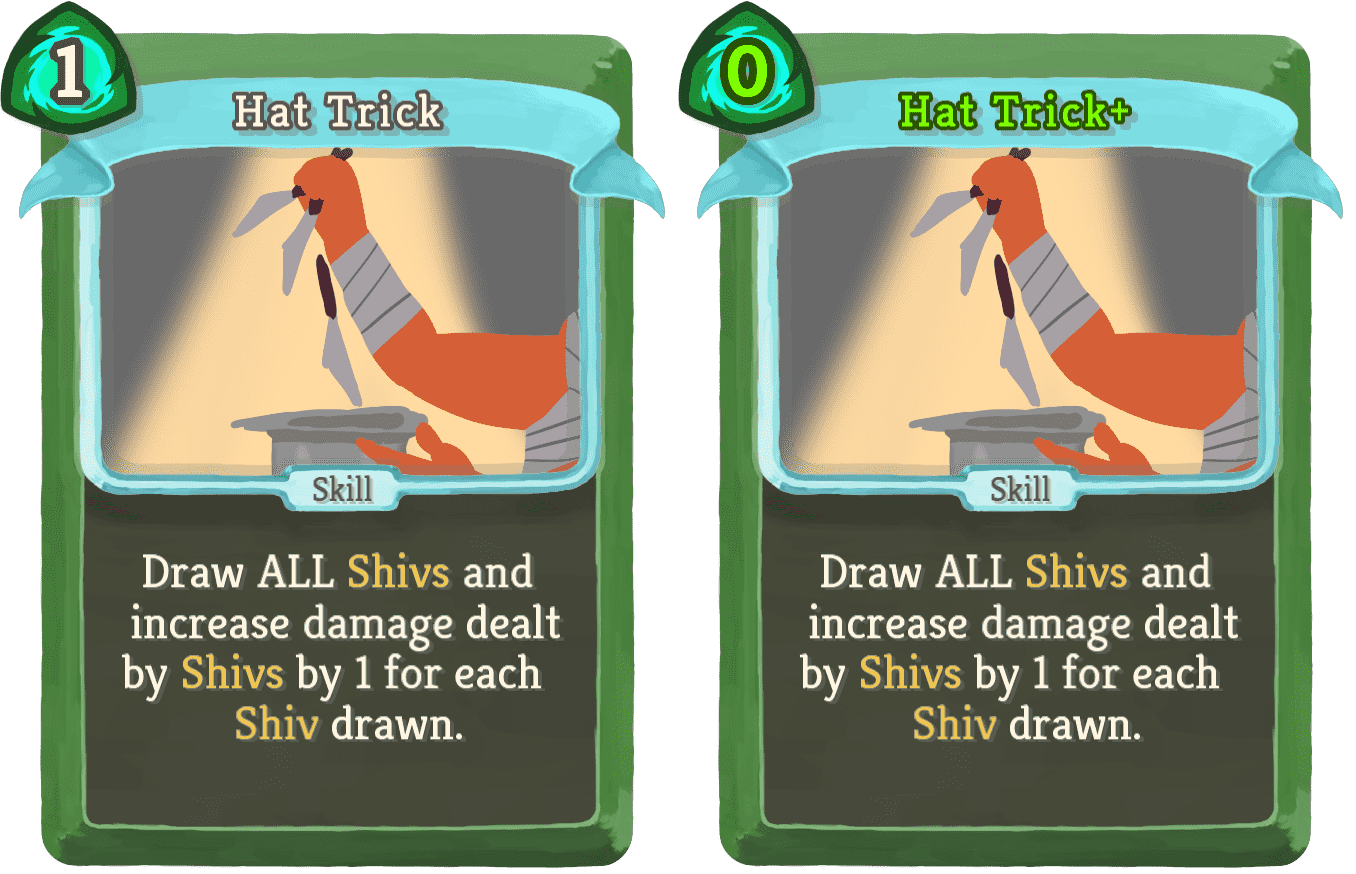 1
Hat Trick
Skill
Draw ALL Shivs and
increase damage dealt
by Shivs by 1 for each
Shiv drawn.
0
Hat Trick+
Skill
Draw ALL Shivs and
increase damage dealt
by Shivs by 1 for each
Shiv drawn.